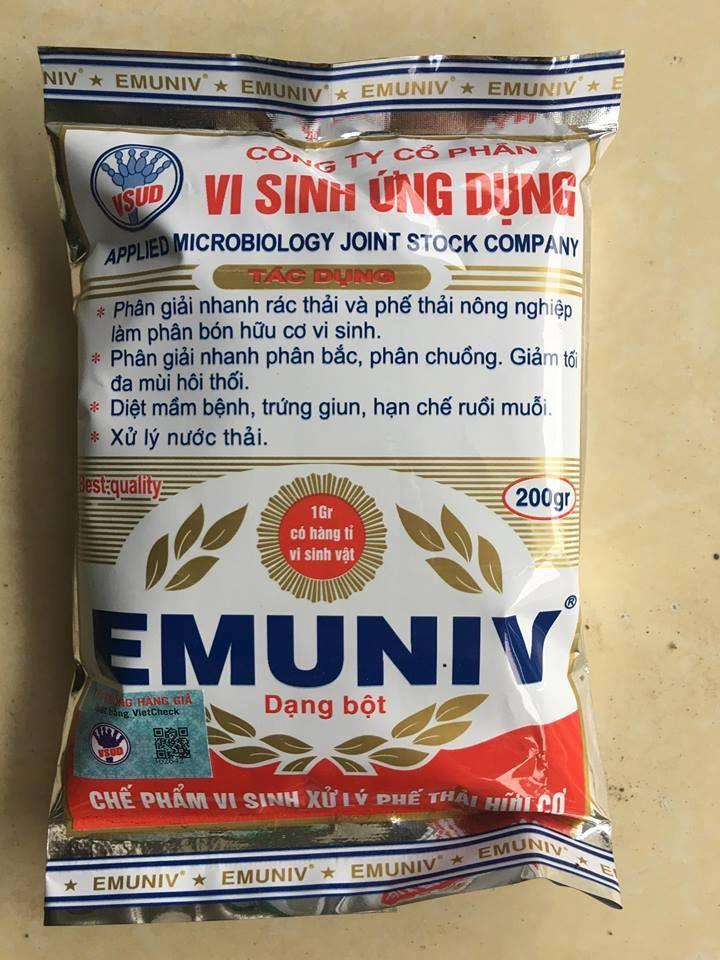 NIV® ★ EMUNIV® ★ EMUNIV® ★ EMUNIV® ★ EMUNIV® ★ E
VSUD
CÔNG TY CỔ PHẦN
VI SINH ỨNG DỤNG
APPLIED MICROBIOLOGY JOINT STOCK COMPANY
TÁC DỤNG
* Phân giải nhanh rác thải và phế thải nông nghiệp
làm phân bón hữu cơ vi sinh.
* Phân giải nhanh phân bắc, phân chuồng. Giảm tối
đa mùi hôi thối.
* Diệt mầm bệnh, trứng giun, hạn chế ruồi muỗi.
* Xử lý nước thải.
Best quality
200gr
1Gr
có hàng tỉ
vi sinh vật
EMUNIV®
Dạng bột
HÀNG GIẢ
bằng VietCheck
VSUD
CHẾ PHẨM VI SINH XỬ LÝ PHẾ THẢI HỮU CƠ
★ EMUNIV® ★ EMUNIV® ★ EMUNIV® ★ EMUNIV® ★